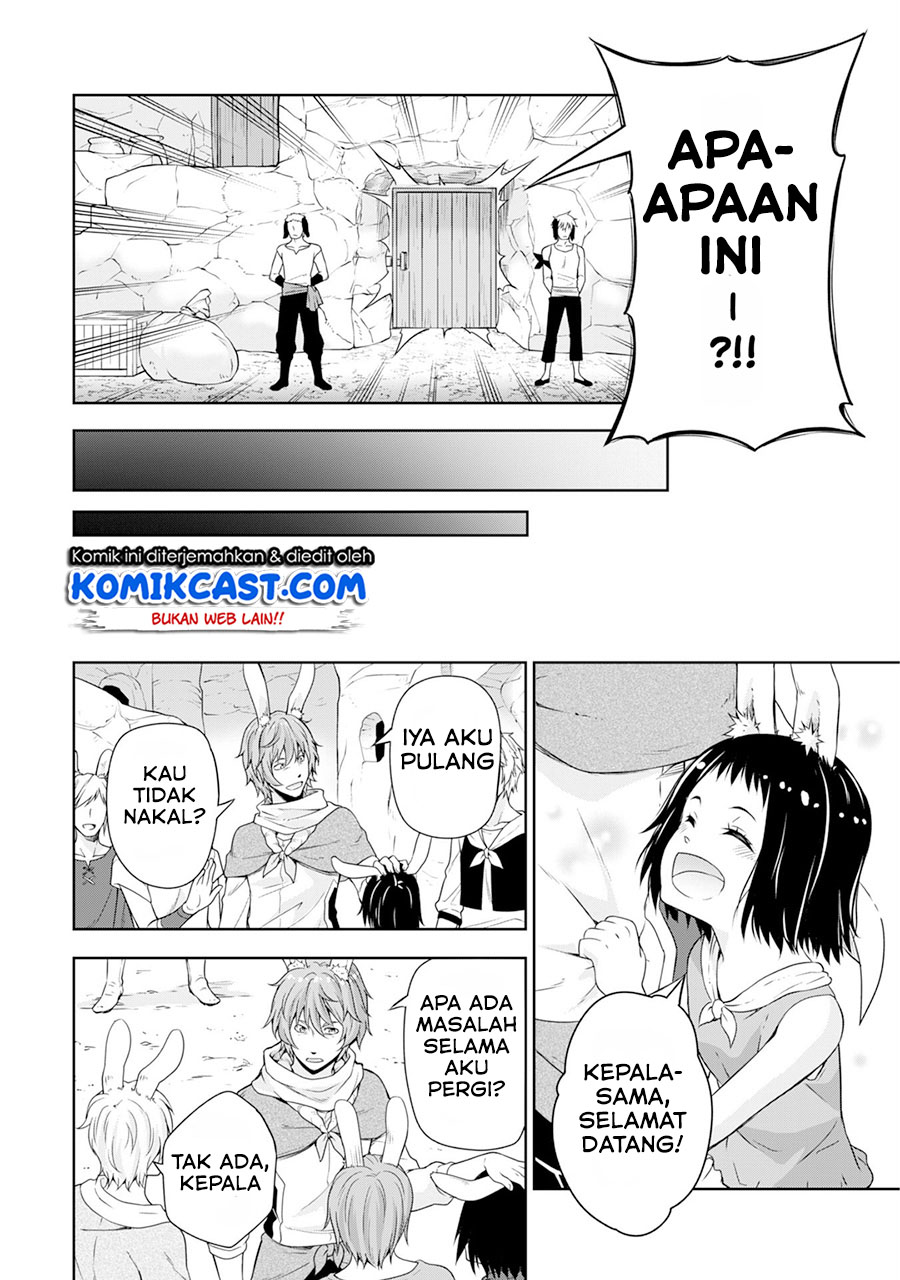 APA-
APAAN
INI
I
?!!
Komik ini diterjemahkan & diedit oleh
KOMIKCAST.COM
BUKAN WEB LAIN!!
KEPALA-
SAMA,
SELAMAT
DATANG!
IYA AKU
PULANG
KAU
TIDAK
NAKAL?
APA ADA
MASALAH
SELAMA
AKU
PERGI?
TAK ADA,
KEPALA